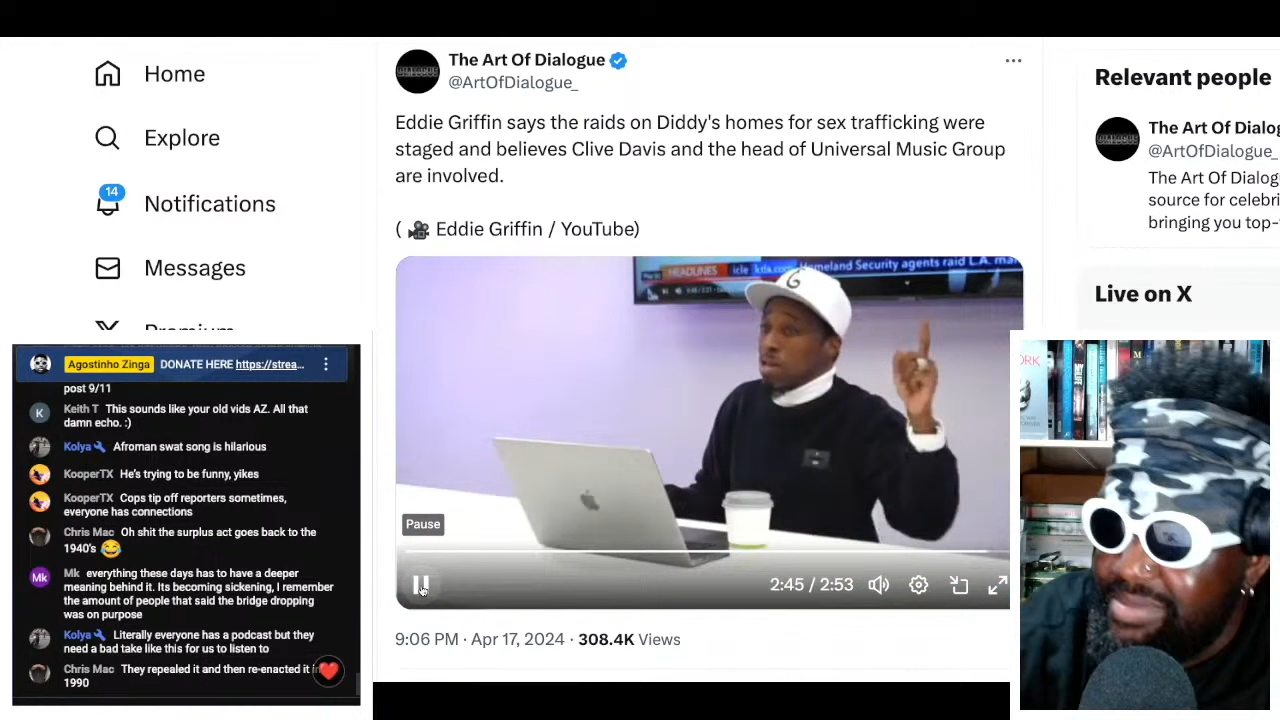 Home
Explore
14
Notifications
Messages
The Art Of Dialogue
@ArtOfDialogue_
Eddie Griffin says the raids on Diddy's homes for sex trafficking were
staged and believes Clive Davis and the head of Universal Music Group
are involved.
( 🎥 Eddie Griffin / YouTube)
HEADLINES
Homeland Security agents raid L.A.
Pause
2:45 / 2:53
9:06 PM · Apr 17, 2024 · 308.4K Views
Relevant people
The Art Of Dialog
@ArtOfDialogue_
The Art Of Dialog
source for celebri
bringing you top-
Live on X
Agostinho Zinga DONATE HERE https://strea...
post 9/11
K Keith T This sounds like your old vids AZ. All that
damn echo. :)
Kolya Afroman swat song is hilarious
KooperTX He's trying to be funny, yikes
KooperTX Cops tip off reporters sometimes,
everyone has connections
Chris Mac Oh shit the surplus act goes back to the
1940's 😂
Mk Mk everything these days has to have a deeper
meaning behind it. Its becoming sickening, I remember
the amount of people that said the bridge dropping
was on purpose
Kolya Literally everyone has a podcast but they
need a bad take like this for us to listen to
Chris Mac They repealed it and then re-enacted it in
1990